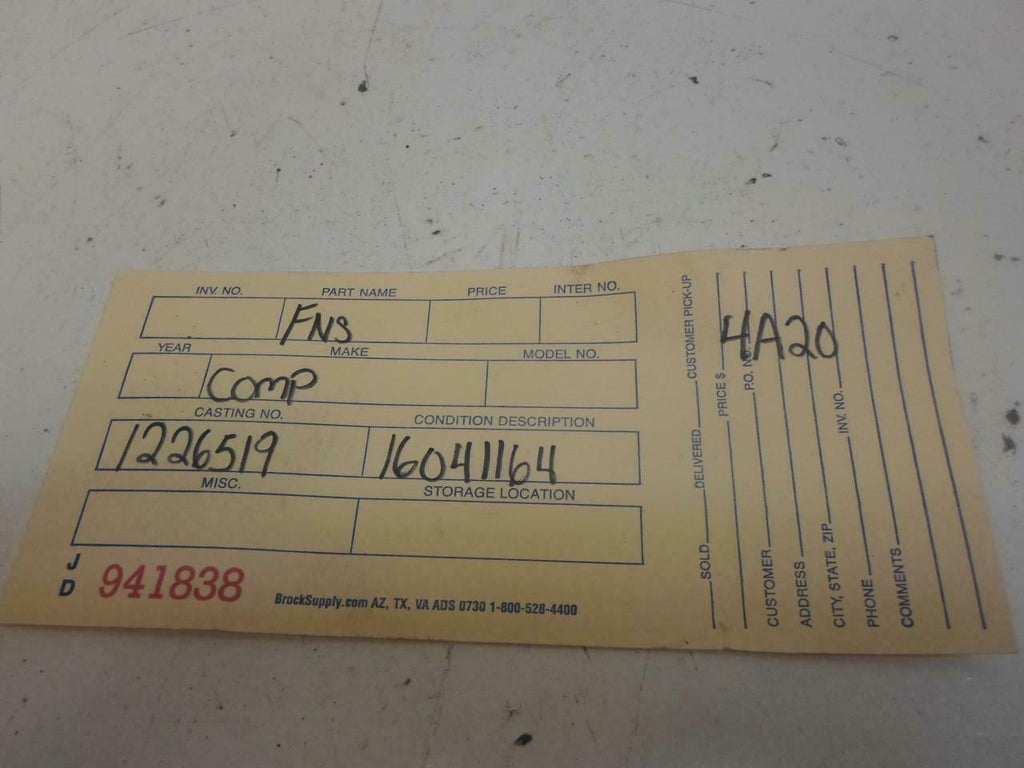 INV. NO. PART NAME PRICE INTER NO.
FNS
YEAR MAKE MODEL NO.
Comp
CASTING NO. CONDITION DESCRIPTION
1226519 16041164
MISC. STORAGE LOCATION
J
D 941838 BrockSupply.com AZ, TX, VA ADS 0730 1-800-528-4400
SOLD DELIVERED CUSTOMER PICK-UP
PRICE $
4A20
P.O. NO.
CUSTOMER
ADDRESS
CITY, STATE, ZIP INV. NO.
PHONE
COMMENTS